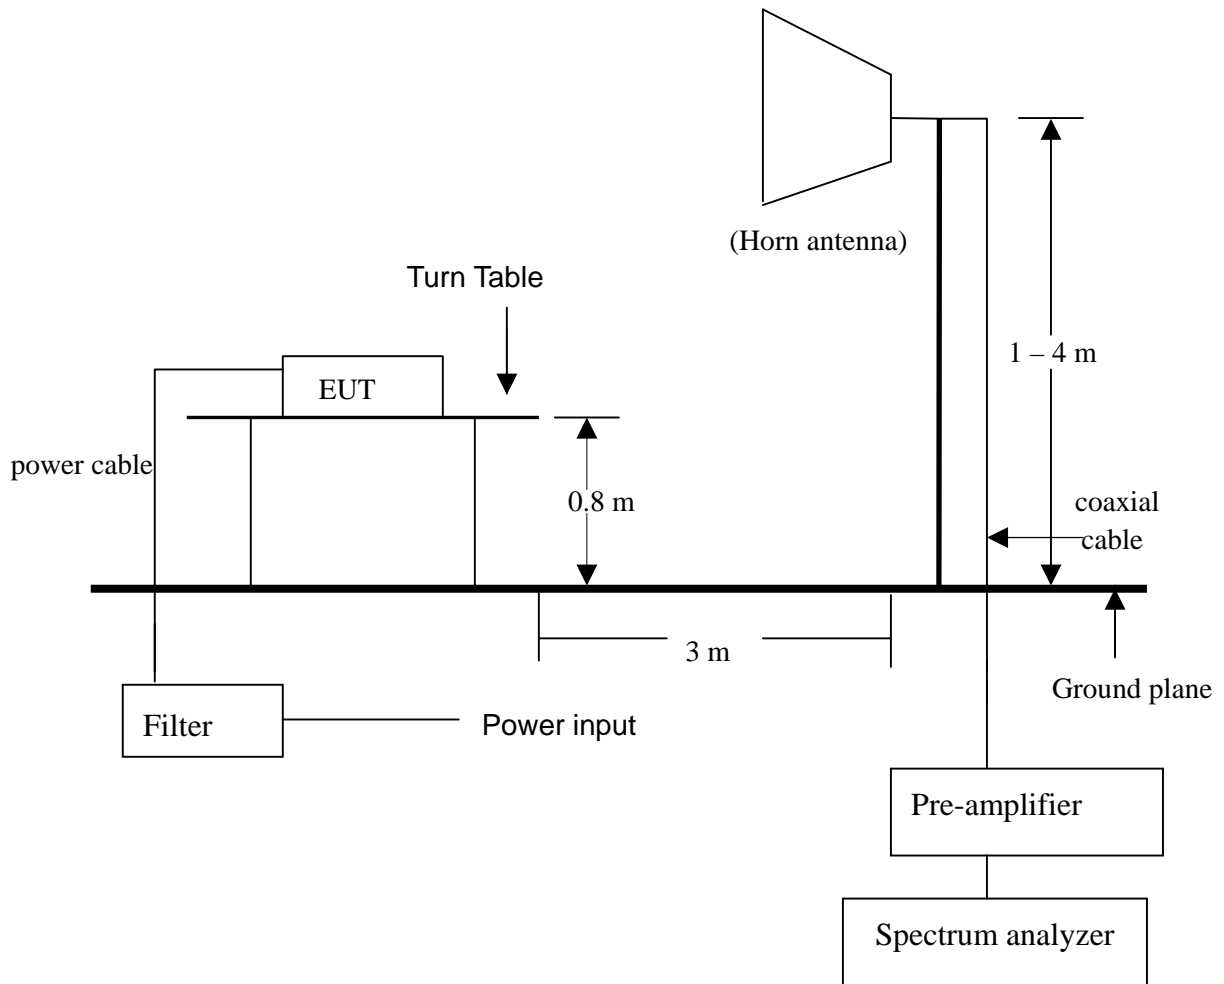 (Horn antenna)
Turn Table
1 – 4 m
EUT
power cable
0.8 m
coaxial
cable
3 m
Ground plane
Filter
Power input
Pre-amplifier
Spectrum analyzer